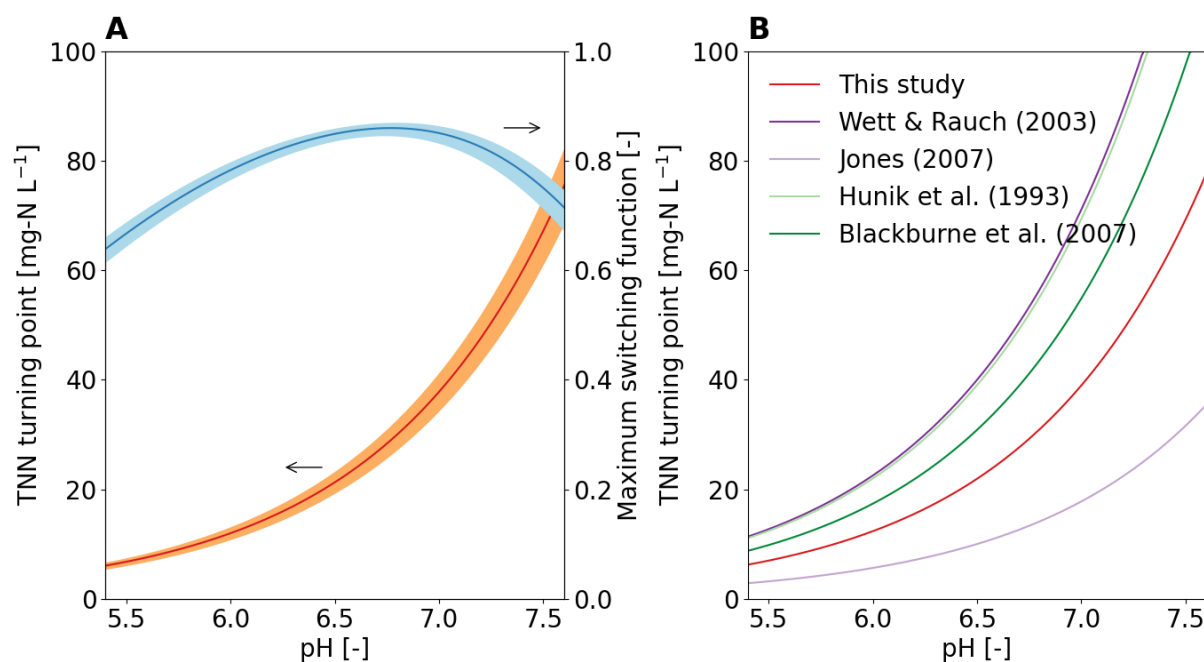 A
TNN turning point [mg-N L⁻¹]
100
80
60
40
20
0
5.5 6.0 6.5 7.0 7.5
pH [-]
1.0
0.8
0.6
0.4
0.2
0.0
Maximum switching function [-]
B
TNN turning point [mg-N L⁻¹]
100
80
60
40
20
0
5.5 6.0 6.5 7.0 7.5
pH [-]
This study
Wett & Rauch (2003)
Jones (2007)
Hunik et al. (1993)
Blackburne et al. (2007)